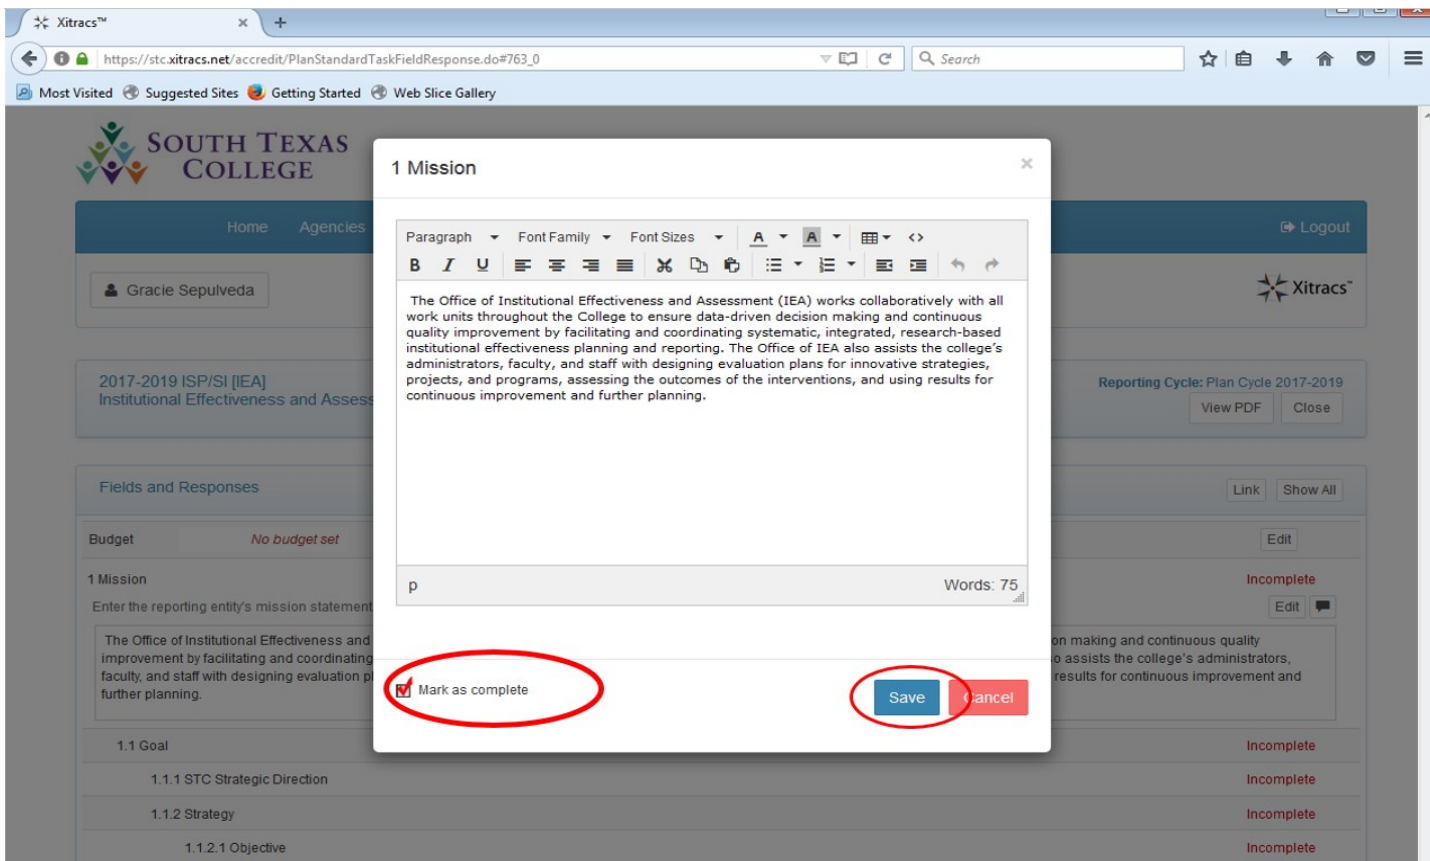 Xitracs™
https://stc.xitracs.net/accredit/PlanStandardTaskFieldResponse.do#763_0
Search
Most Visited Suggested Sites Getting Started Web Slice Gallery
SOUTH TEXAS
COLLEGE
1 Mission
Home Agencies
Logout
Paragraph Font Family Font Sizes A A
B I U
Gracie Sepulveda
Xitracs™
The Office of Institutional Effectiveness and Assessment (IEA) works collaboratively with all
work units throughout the College to ensure data-driven decision making and continuous
quality improvement by facilitating and coordinating systematic, integrated, research-based
institutional effectiveness planning and reporting. The Office of IEA also assists the college's
administrators, faculty, and staff with designing evaluation plans for innovative strategies,
projects, and programs, assessing the outcomes of the interventions, and using results for
continuous improvement and further planning.
p
Words: 75
Mark as complete
Save
Cancel
2017-2019 ISP/SI [IEA]
Institutional Effectiveness and Assess
Reporting Cycle: Plan Cycle 2017-2019
View PDF Close
Fields and Responses
Link Show All
Budget No budget set Edit
1 Mission Incomplete
Enter the reporting entity's mission statement Edit
The Office of Institutional Effectiveness and on making and continuous quality
improvement by facilitating and coordinating o assists the college's administrators,
faculty, and staff with designing evaluation pl results for continuous improvement and
further planning.
1.1 Goal Incomplete
1.1.1 STC Strategic Direction Incomplete
1.1.2 Strategy Incomplete
1.1.2.1 Objective Incomplete